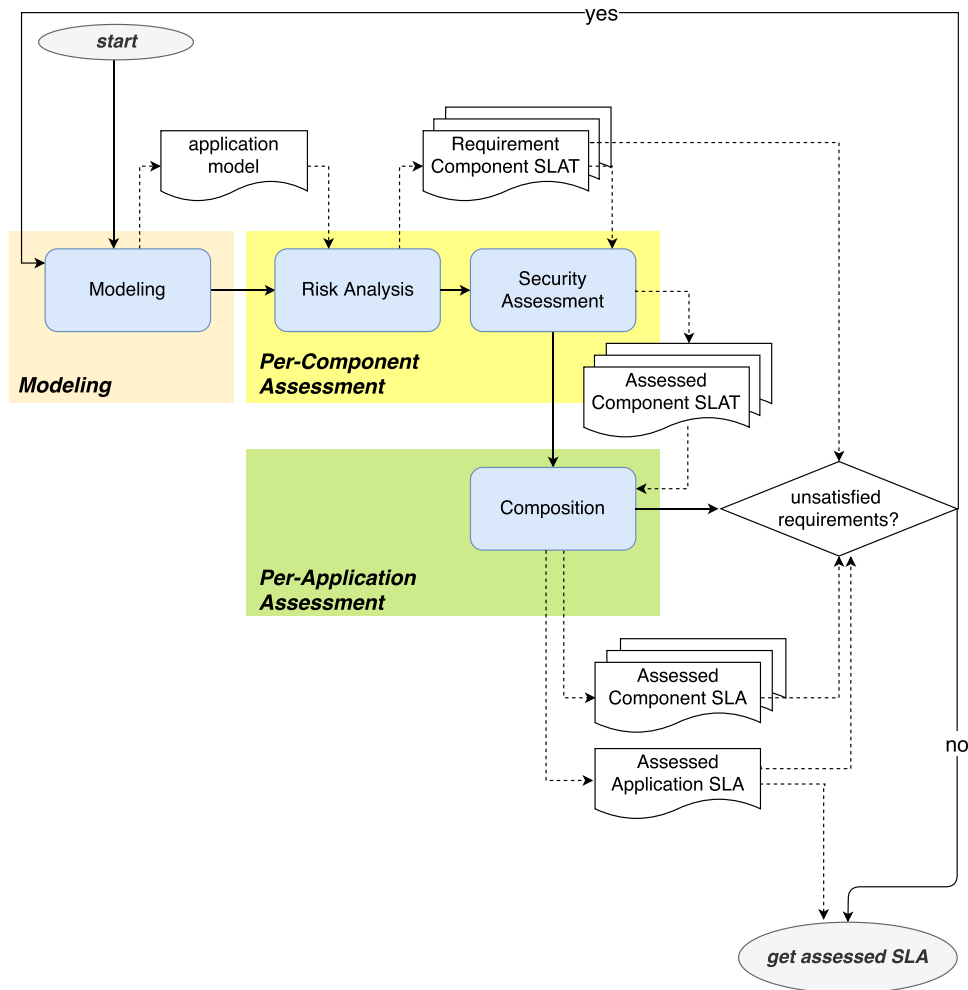 yes
start
application
model
Requirement
Component SLAT
Modeling
Risk Analysis
Security
Assessment
Modeling
Per-Component
Assessment
Assessed
Component SLAT
Composition
unsatisfied
requirements?
Per-Application
Assessment
Assessed
Component SLA
Assessed
Application SLA
no
get assessed SLA